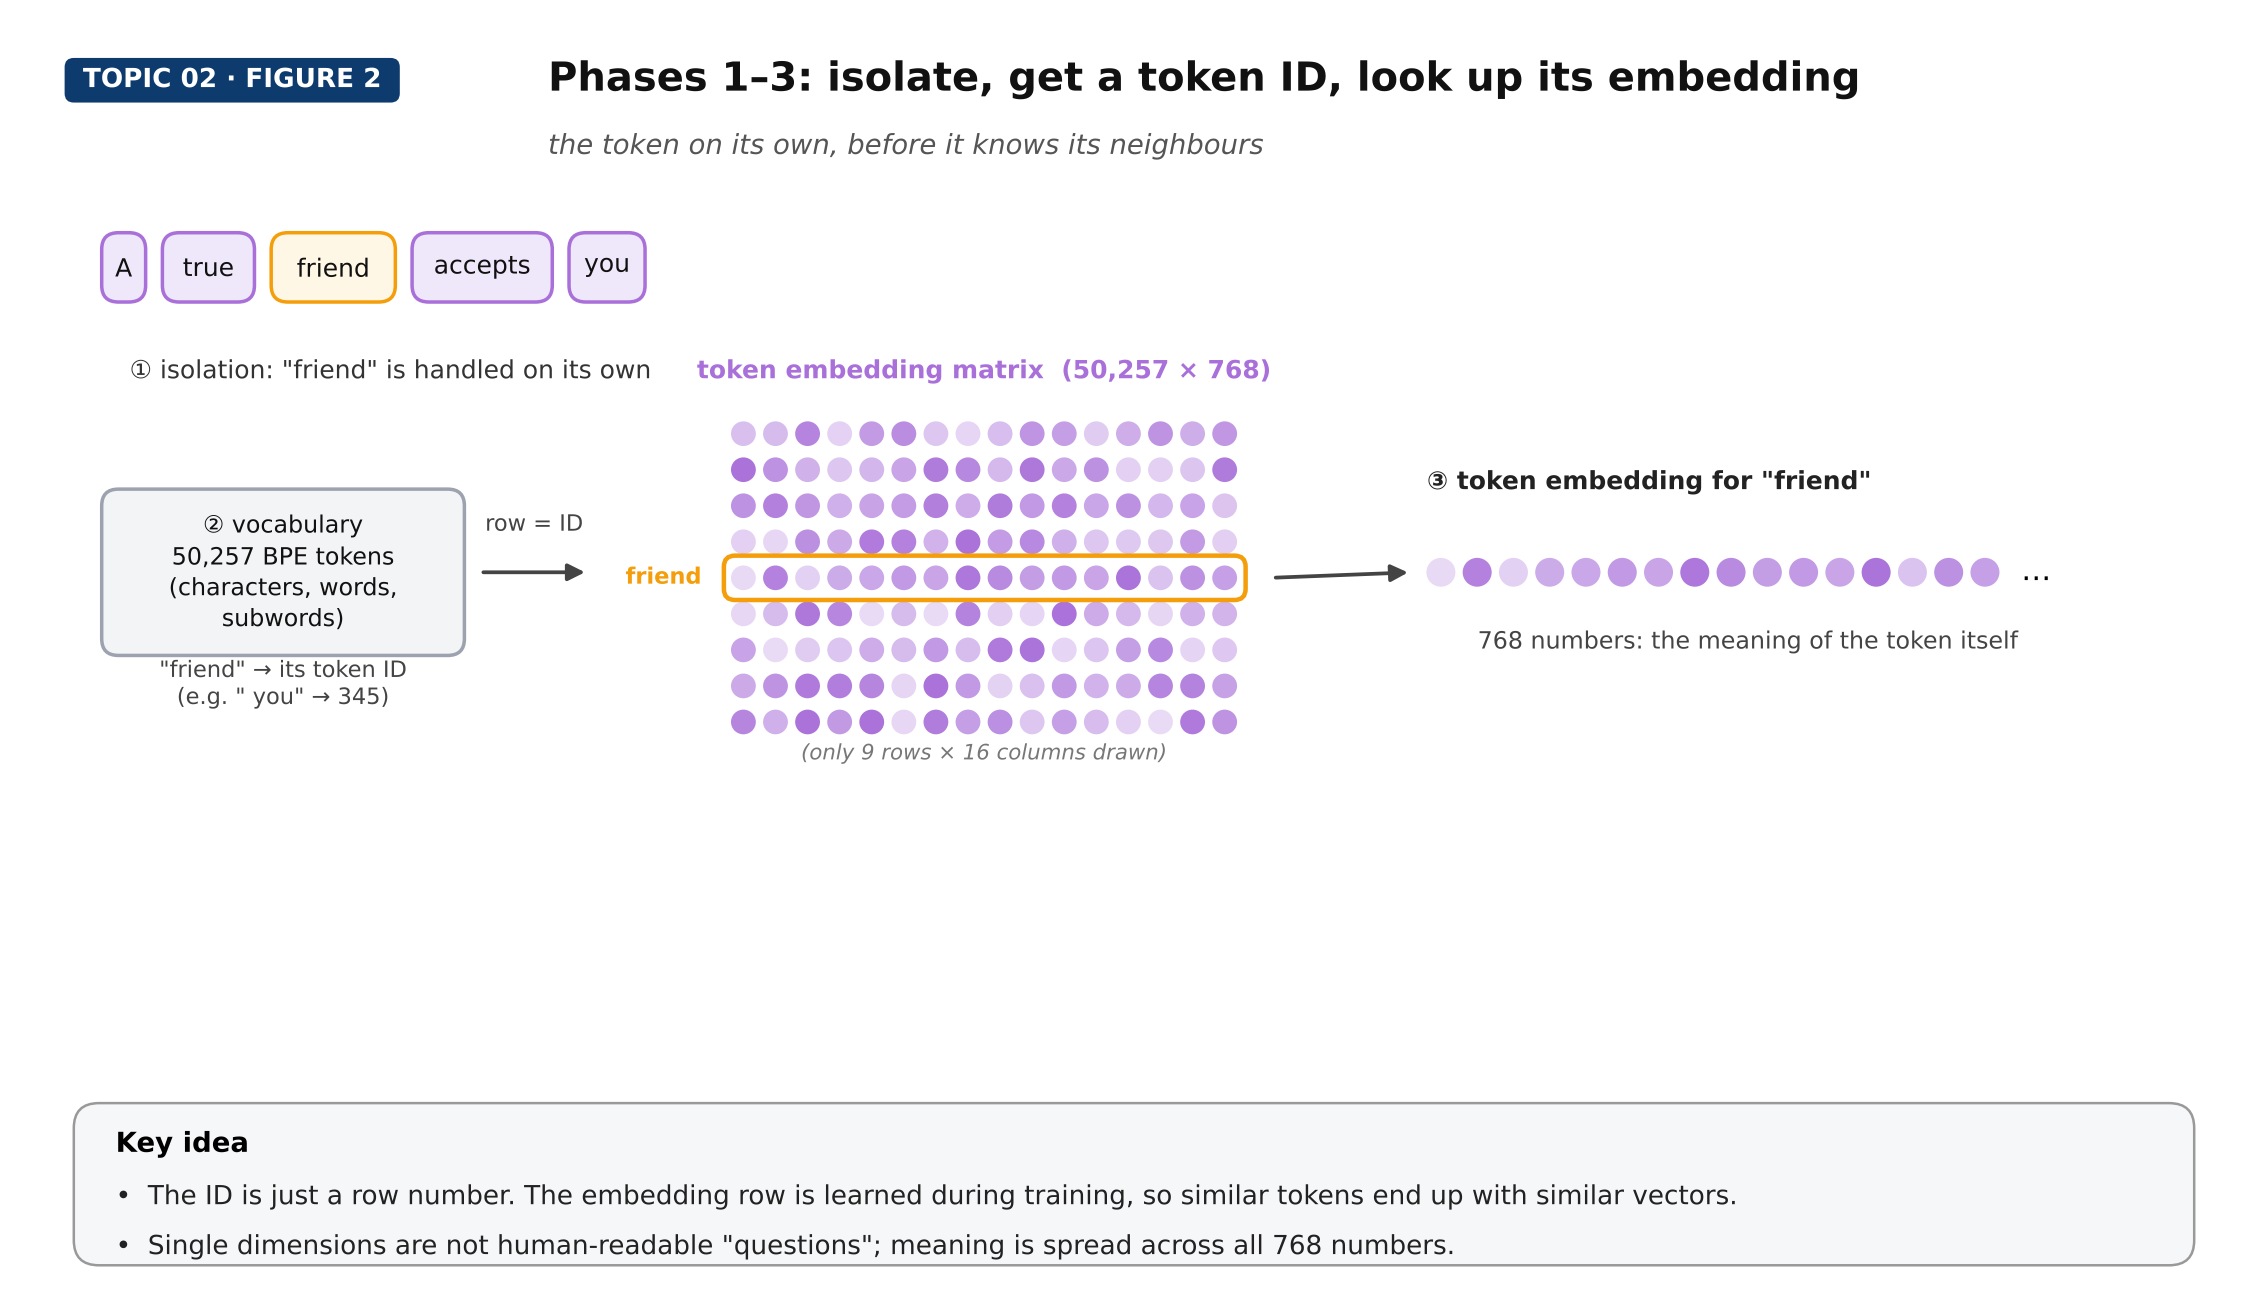 TOPIC 02 · FIGURE 2
Phases 1–3: isolate, get a token ID, look up its embedding
the token on its own, before it knows its neighbours
A true friend accepts you
① isolation: "friend" is handled on its own
token embedding matrix (50,257 × 768)
② vocabulary
50,257 BPE tokens
(characters, words,
subwords)
"friend" → its token ID
(e.g. " you" → 345)
row = ID
friend
(only 9 rows × 16 columns drawn)
③ token embedding for "friend"
...
768 numbers: the meaning of the token itself
Key idea
• The ID is just a row number. The embedding row is learned during training, so similar tokens end up with similar vectors.
• Single dimensions are not human-readable "questions"; meaning is spread across all 768 numbers.